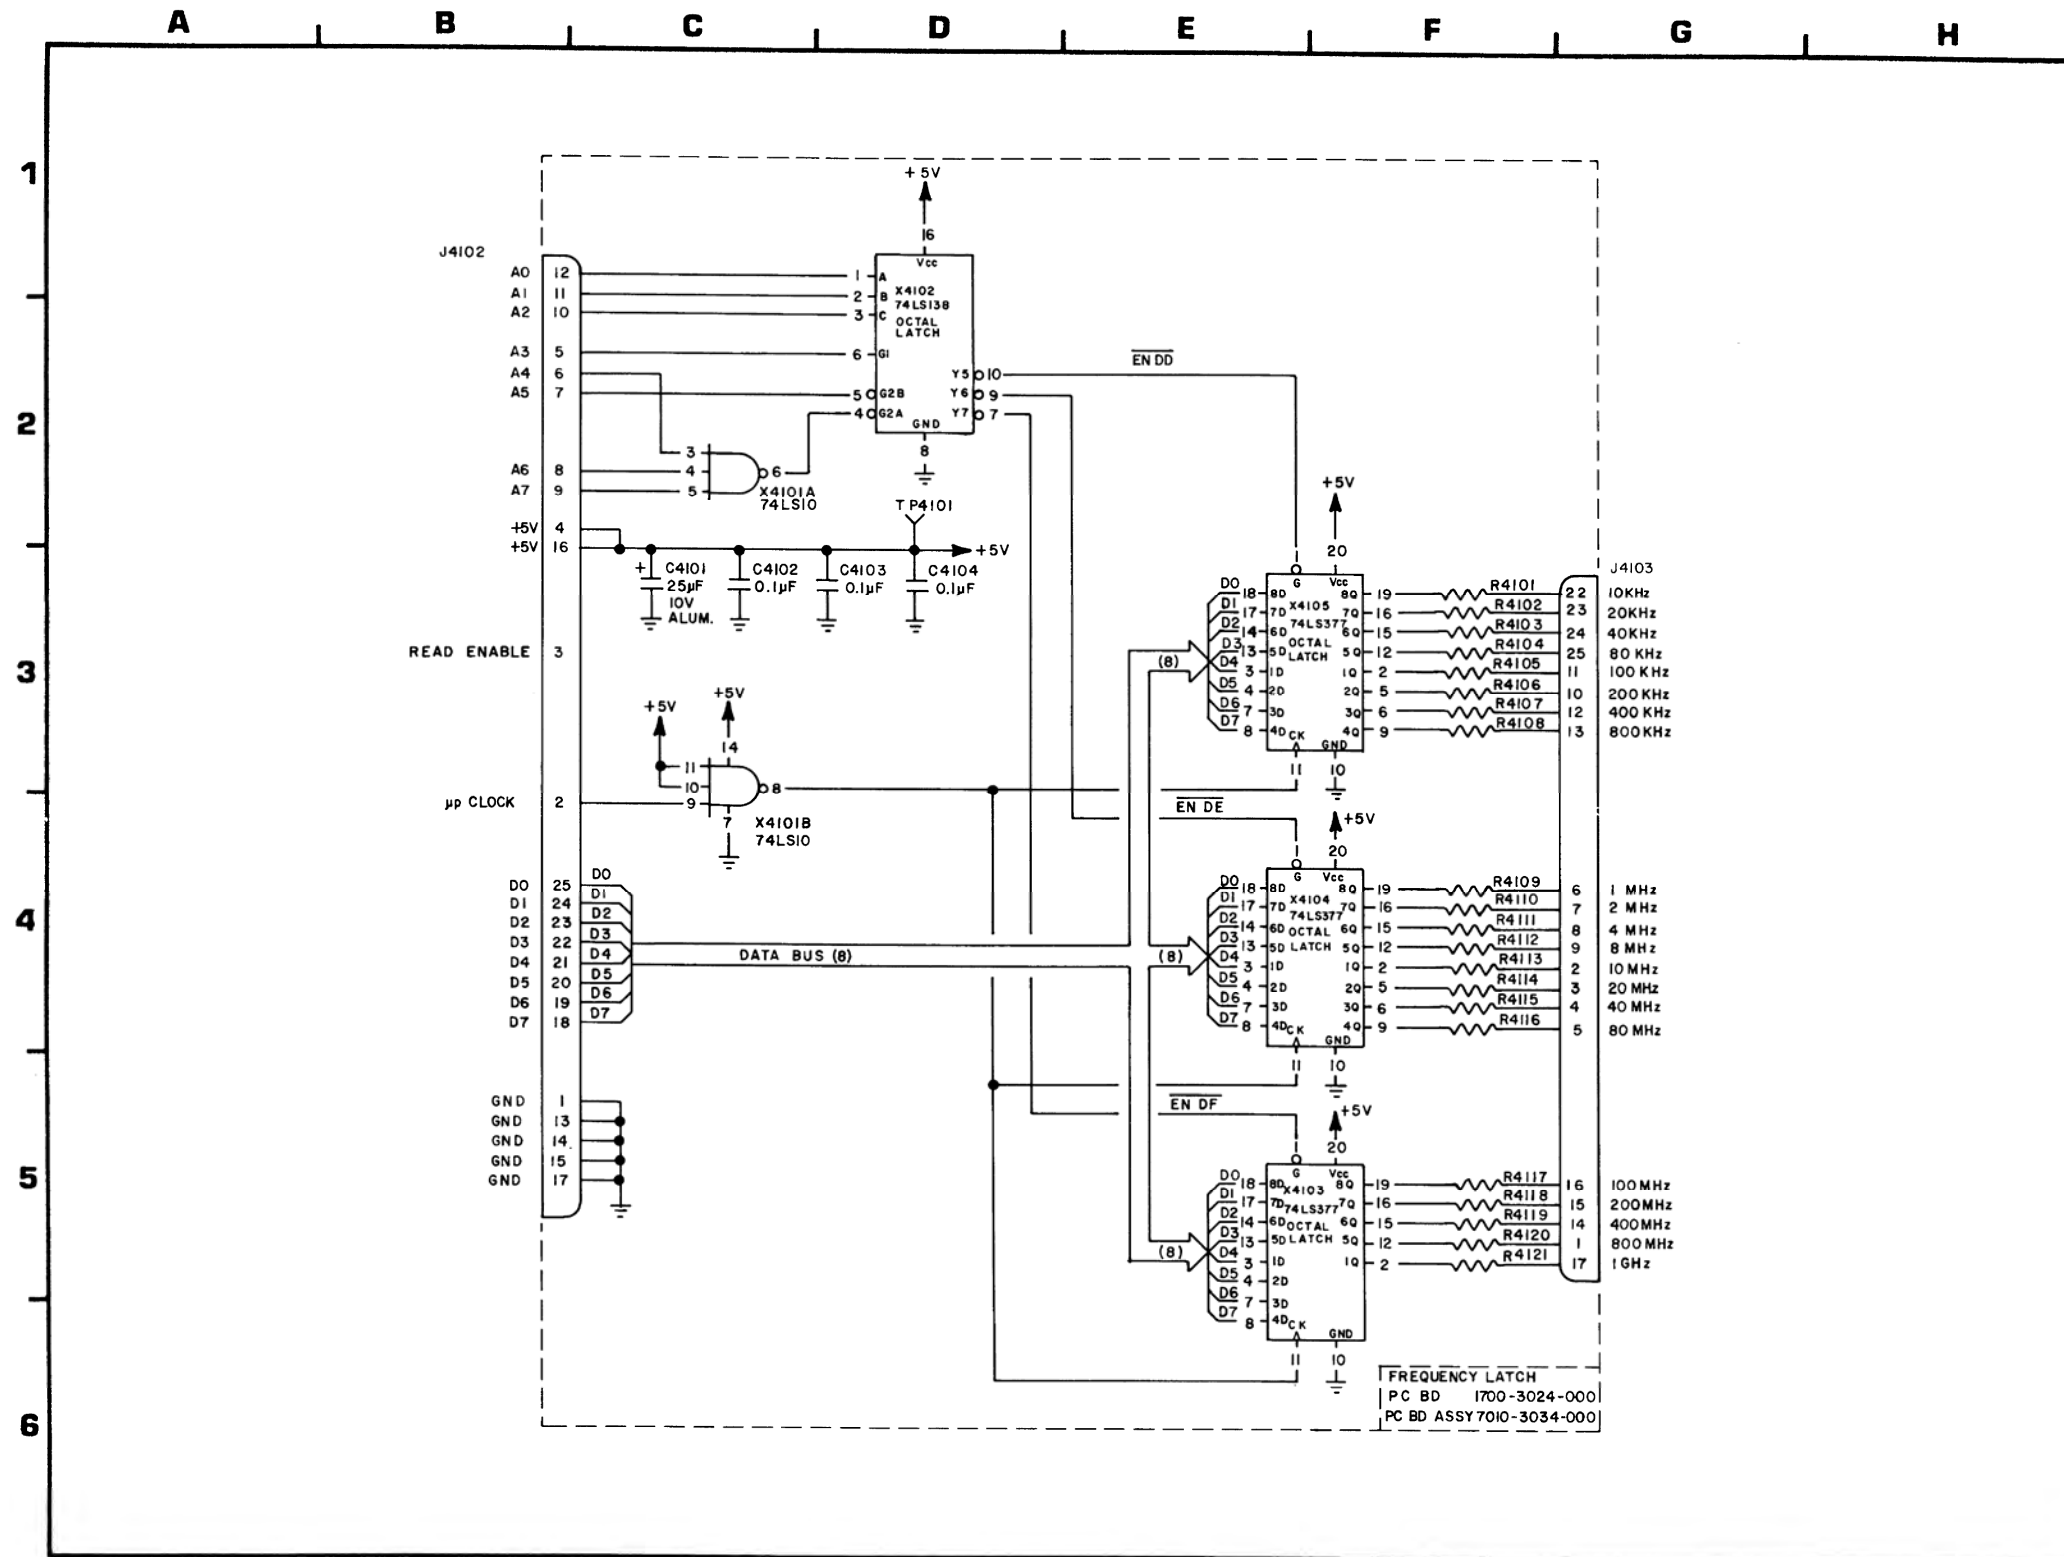 A B C D E F G H
1
2
3
4
5
6
J4102
A0 12
A1 11
A2 10
A3 5
A4 6
A5 7
A6 8
A7 9
+5V 4
+5V 16
READ ENABLE 3
μp CLOCK 2
D0 25 D0
D1 24 D1
D2 23 D2
D3 22 D3
D4 21 D4
D5 20 D5
D6 19 D6
D7 18 D7
GND 1
GND 13
GND 14
GND 15
GND 17
+5V
16
Vcc
1 A
2 B
3 C
6 G1
5 G2B
4 G2A
X4102
74LS138
OCTAL
LATCH
Y5 10
Y6 9
Y7 7
GND
8
3
4
5
6
X4101A
74LS10
TP4101
+5V
+ C4101
25μF
10V
ALUM.
C4102
0.1μF
C4103
0.1μF
C4104
0.1μF
+5V
+5V
14
11
10
9
8
7
X4101B
74LS10
DATA BUS (8)
EN DD
EN DE
EN DF
(8)
(8)
(8)
+5V
20
G Vcc
D0 18 8D 8Q 19 R4101
D1 17 7D 7Q 16 R4102
D2 14 6D 6Q 15 R4103
D3 13 5D 5Q 12 R4104
D4 3 1D 1Q 2 R4105
D5 4 2D 2Q 5 R4106
D6 7 3D 3Q 6 R4107
D7 8 4D 4Q 9 R4108
X4105
74LS377
OCTAL
LATCH
CK GND
11 10
J4103
22 10KHz
23 20KHz
24 40KHz
25 80 KHz
11 100 KHz
10 200 KHz
12 400 KHz
13 800 KHz
+5V
20
G Vcc
D0 18 8D 8Q 19 R4109
D1 17 7D 7Q 16 R4110
D2 14 6D 6Q 15 R4111
D3 13 5D 5Q 12 R4112
D4 3 1D 1Q 2 R4113
D5 4 2D 2Q 5 R4114
D6 7 3D 3Q 6 R4115
D7 8 4D 4Q 9 R4116
X4104
74LS377
OCTAL
LATCH
CK GND
11 10
6 1 MHz
7 2 MHz
8 4 MHz
9 8 MHz
2 10 MHz
3 20 MHz
4 40 MHz
5 80 MHz
+5V
20
G Vcc
D0 18 8D 8Q 19 R4117
D1 17 7D 7Q 16 R4118
D2 14 6D 6Q 15 R4119
D3 13 5D 5Q 12 R4120
D4 3 1D 1Q 2 R4121
D5 4 2D
D6 7 3D
D7 8 4D
X4103
74LS377
OCTAL
LATCH
CK GND
11 10
16 100 MHz
15 200MHz
14 400MHz
1 800 MHz
17 1 GHz
FREQUENCY LATCH
PC BD 1700-3024-000
PC BD ASSY 7010-3034-000